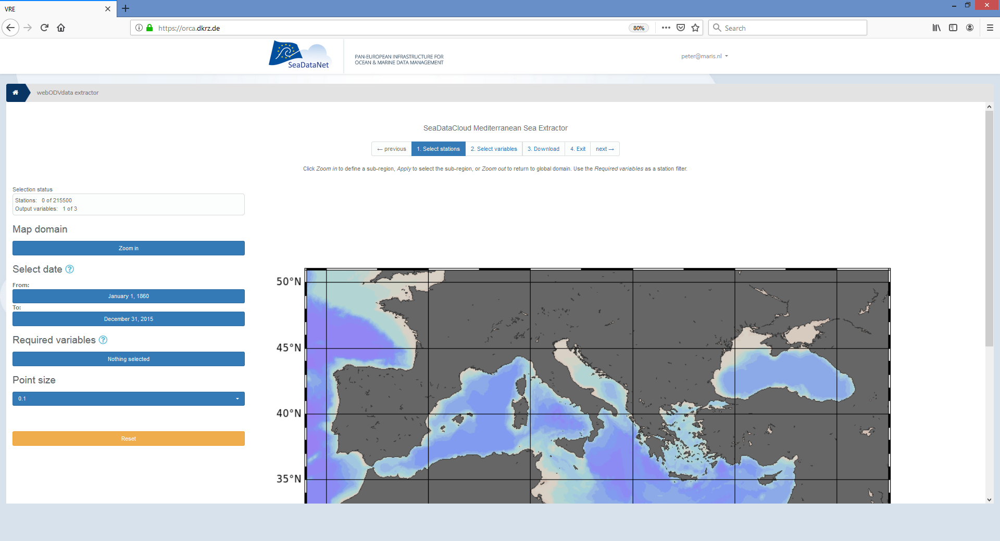 VRE
https://orca.dkrz.de
80%
Search
SeaDataNet
PAN-EUROPEAN INFRASTRUCTURE FOR
OCEAN & MARINE DATA MANAGEMENT
peter@maris.nl
webODVdata extractor
SeaDataCloud Mediterranean Sea Extractor
← previous 1. Select stations 2. Select variables 3. Download 4. Exit next →
Click Zoom in to define a sub-region, Apply to select the sub-region, or Zoom out to return to global domain. Use the Required variables as a station filter.
Selection status
Stations: 0 of 215500
Output variables: 1 of 3
Map domain
Zoom in
Select date ?
From:
January 1, 1860
To:
December 31, 2015
Required variables ?
Nothing selected
Point size
0.1
Reset
50°N
45°N
40°N
35°N